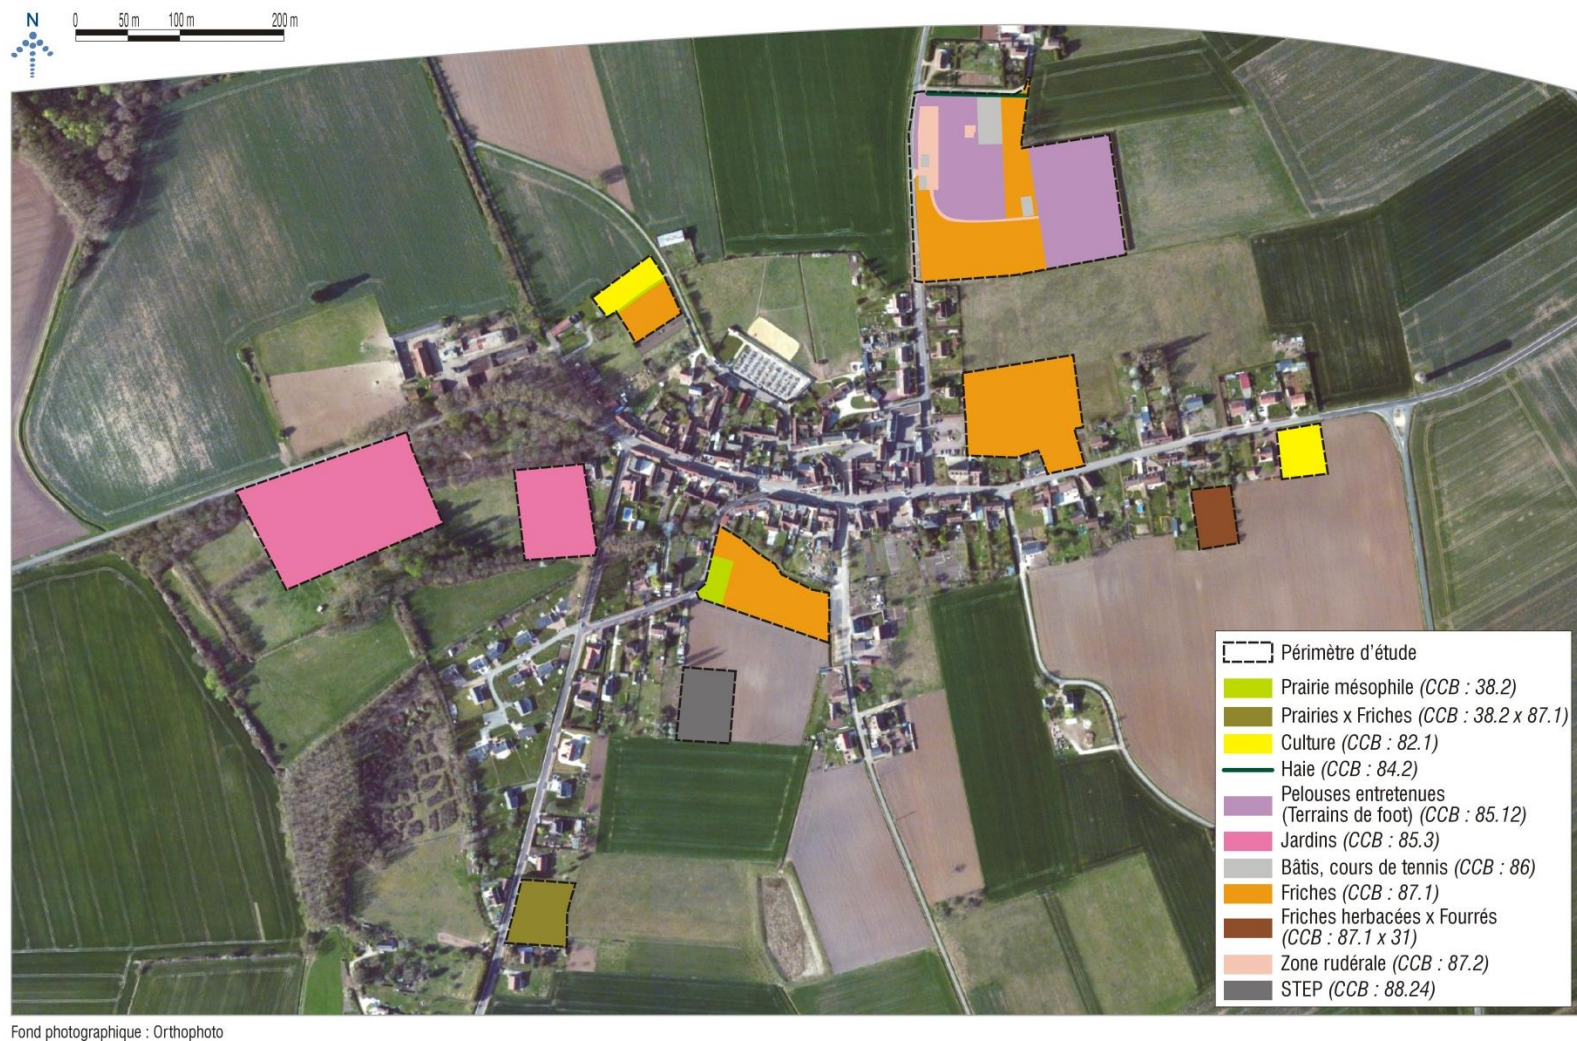 N
0 50 m 100 m 200 m
Périmètre d'étude
Prairie mésophile (CCB : 38.2)
Prairies x Friches (CCB : 38.2 x 87.1)
Culture (CCB : 82.1)
Haie (CCB : 84.2)
Pelouses entretenues
(Terrains de foot) (CCB : 85.12)
Jardins (CCB : 85.3)
Bâtis, cours de tennis (CCB : 86)
Friches (CCB : 87.1)
Friches herbacées x Fourrés
(CCB : 87.1 x 31)
Zone rudérale (CCB : 87.2)
STEP (CCB : 88.24)
Fond photographique : Orthophoto